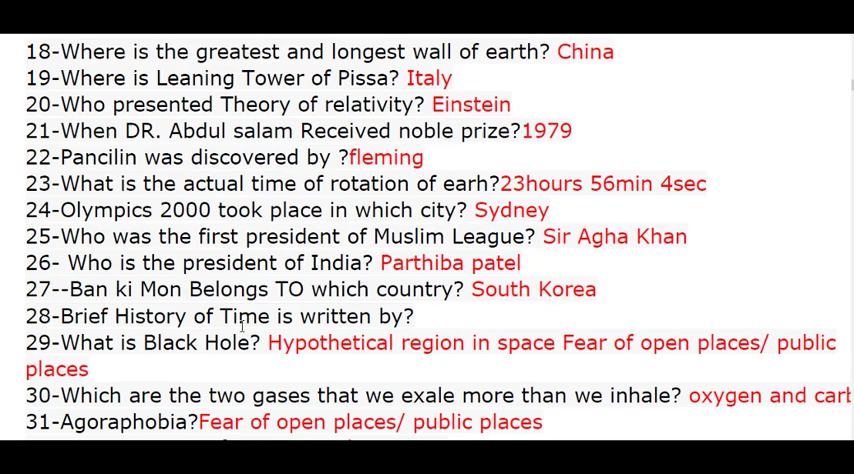 18-Where is the greatest and longest wall of earth? China
19-Where is Leaning Tower of Pissa? Italy
20-Who presented Theory of relativity? Einstein
21-When DR. Abdul salam Received noble prize?1979
22-Pancilin was discovered by ?fleming
23-What is the actual time of rotation of earh?23hours 56min 4sec
24-Olympics 2000 took place in which city? Sydney
25-Who was the first president of Muslim League? Sir Agha Khan
26- Who is the president of India? Parthiba patel
27--Ban ki Mon Belongs TO which country? South Korea
28-Brief History of Time is written by?
29-What is Black Hole? Hypothetical region in space Fear of open places/ public
places
30-Which are the two gases that we exale more than we inhale? oxygen and carb
31-Agoraphobia?Fear of open places/ public places